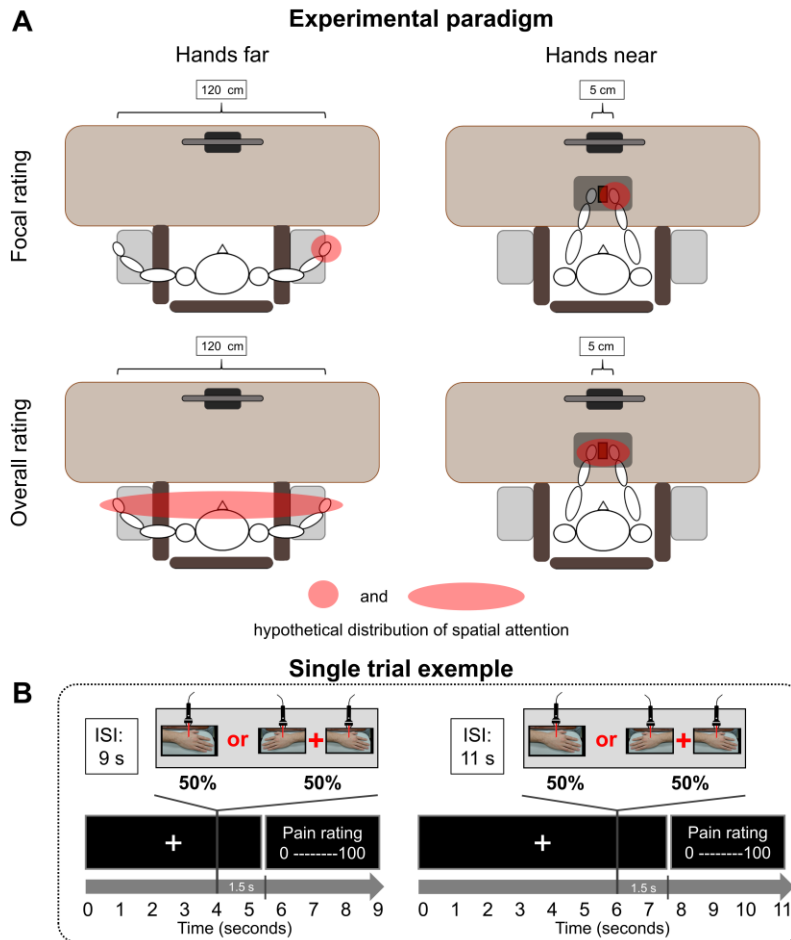 A
Experimental paradigm
Hands far
Hands near
120 cm
5 cm
Focal rating
120 cm
5 cm
Overall rating
and
hypothetical distribution of spatial attention
B
Single trial exemple
ISI:
9 s
or
+
50%
50%
+
Pain rating
0 --------100
1.5 s
0 1 2 3 4 5 6 7 8 9
Time (seconds)
ISI:
11 s
or
+
50%
50%
+
Pain rating
0 --------100
1.5 s
0 1 2 3 4 5 6 7 8 9 10 11
Time (seconds)